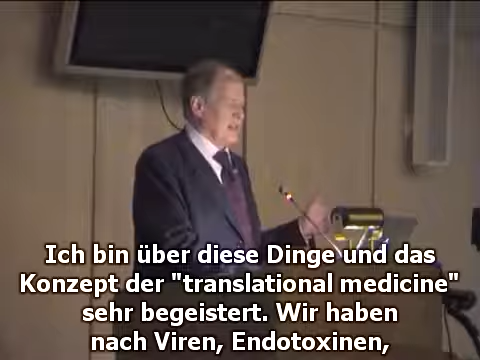 Ich bin über diese Dinge und das
Konzept der "translational medicine"
sehr begeistert. Wir haben
nach Viren, Endotoxinen,